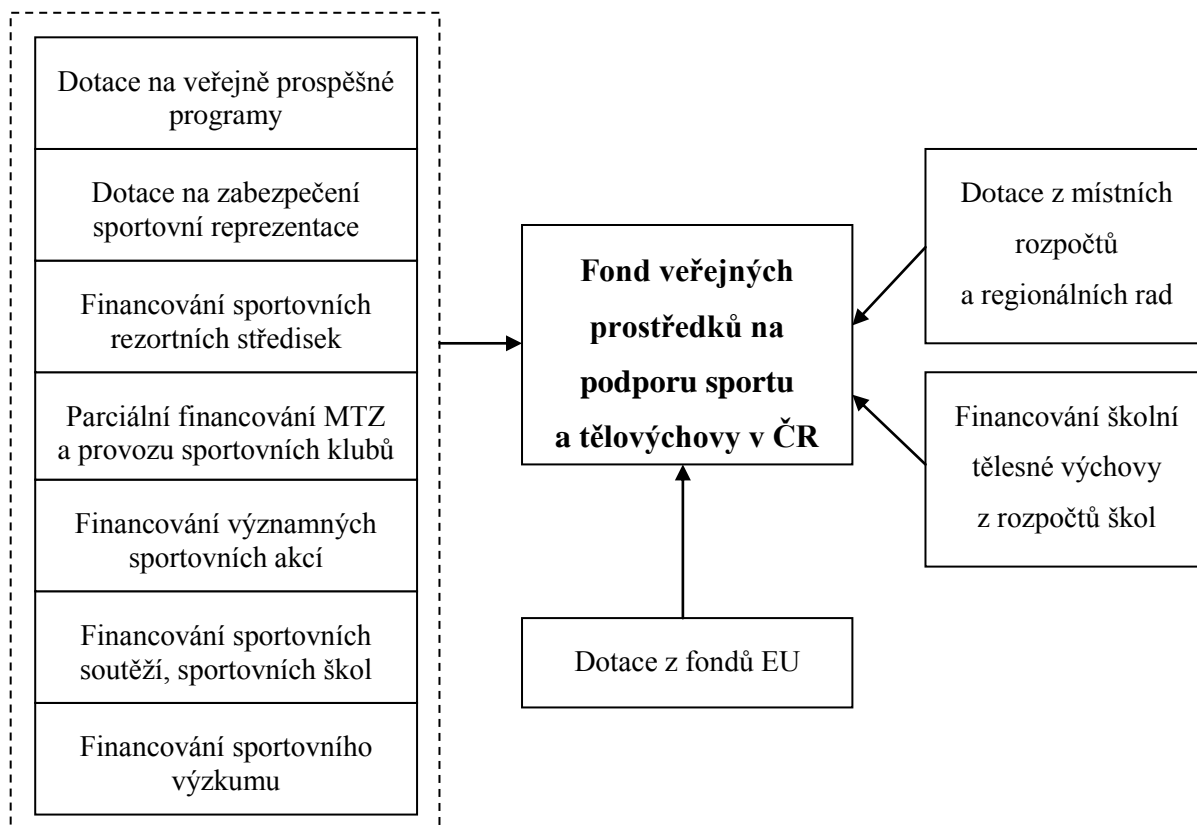 Dotace na veřejně prospěšné
programy
Dotace na zabezpečení
sportovní reprezentace
Financování sportovních
rezortních středisek
Parciální financování MTZ
a provozu sportovních klubů
Financování významných
sportovních akcí
Financování sportovních
soutěží, sportovních škol
Financování sportovního
výzkumu
Fond veřejných
prostředků na
podporu sportu
a tělovýchovy v ČR
Dotace z fondů EU
Dotace z místních
rozpočtů
a regionálních rad
Financování školní
tělesné výchovy
z rozpočtů škol